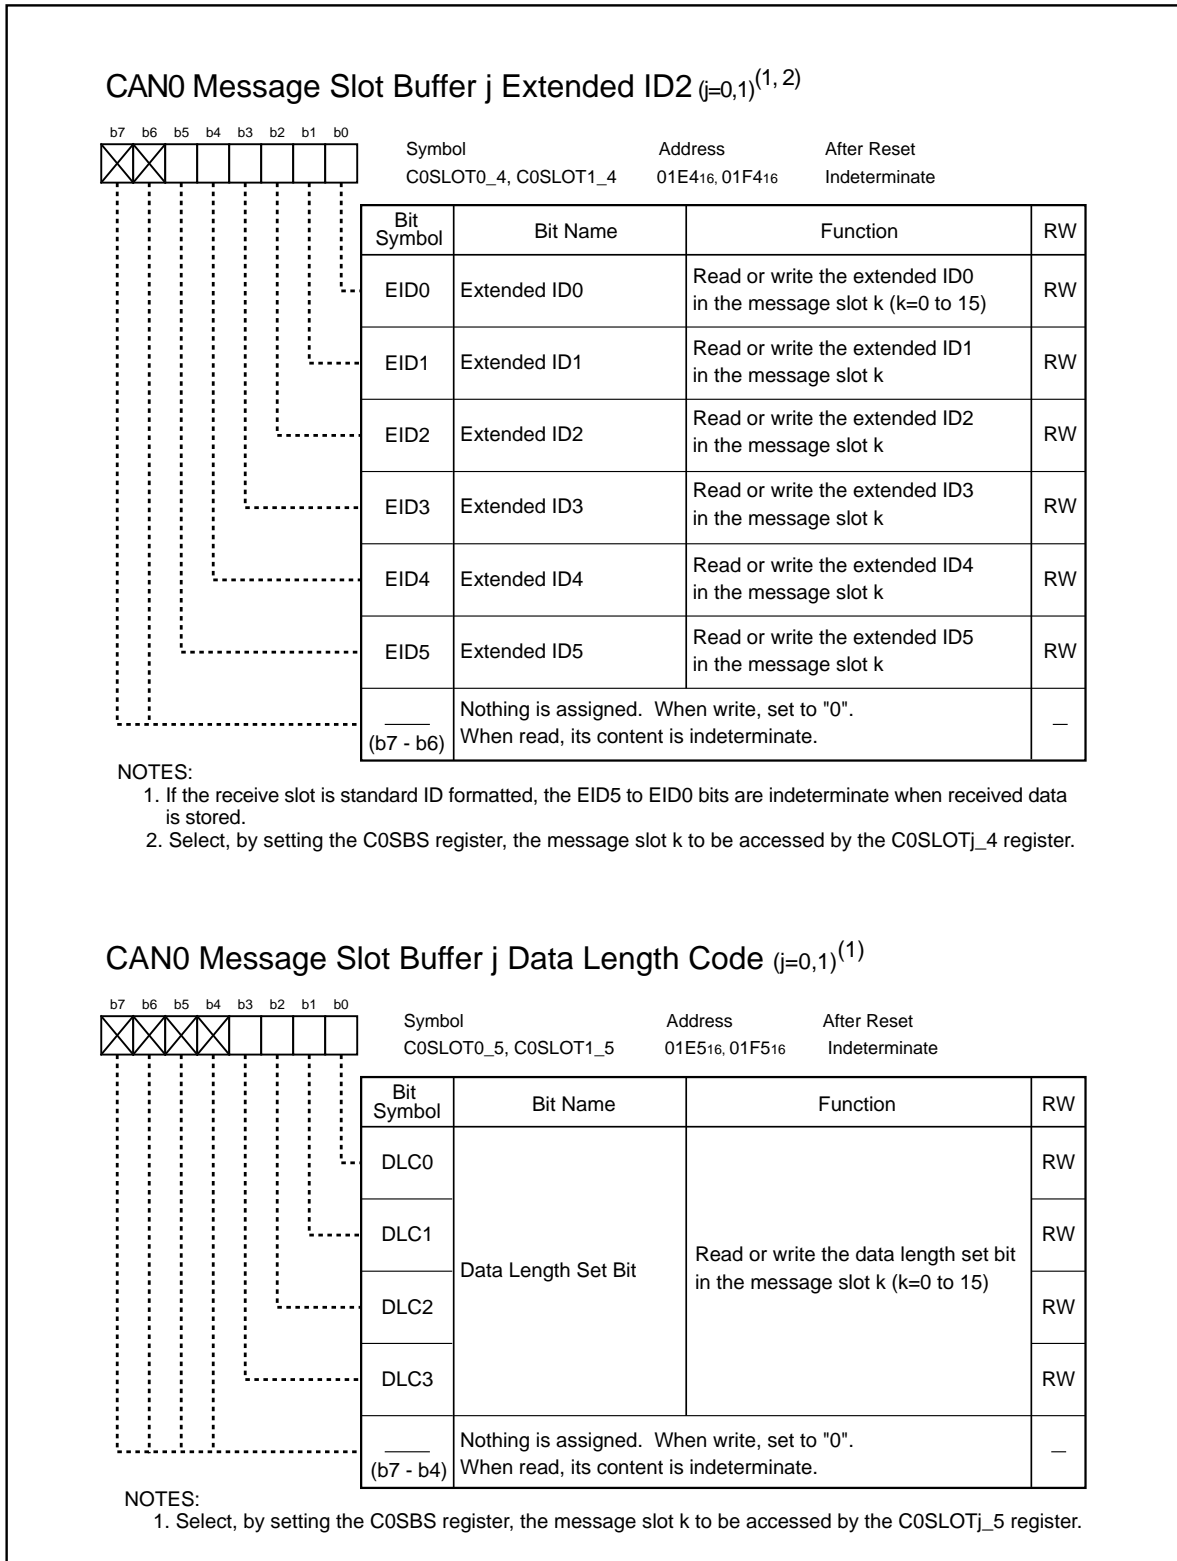 CAN0 Message Slot Buffer j Extended ID2 (j=0,1)(1, 2)
b7 b6 b5 b4 b3 b2 b1 b0
Symbol Address After Reset
C0SLOT0_4, C0SLOT1_4 01E416, 01F416 Indeterminate
Bit Symbol Bit Name Function RW
EID0 Extended ID0 Read or write the extended ID0
in the message slot k (k=0 to 15) RW
EID1 Extended ID1 Read or write the extended ID1
in the message slot k RW
EID2 Extended ID2 Read or write the extended ID2
in the message slot k RW
EID3 Extended ID3 Read or write the extended ID3
in the message slot k RW
EID4 Extended ID4 Read or write the extended ID4
in the message slot k RW
EID5 Extended ID5 Read or write the extended ID5
in the message slot k RW
(b7 - b6) Nothing is assigned. When write, set to "0".
When read, its content is indeterminate. —
NOTES:
1. If the receive slot is standard ID formatted, the EID5 to EID0 bits are indeterminate when received data
is stored.
2. Select, by setting the C0SBS register, the message slot k to be accessed by the C0SLOTj_4 register.
CAN0 Message Slot Buffer j Data Length Code (j=0,1)(1)
b7 b6 b5 b4 b3 b2 b1 b0
Symbol Address After Reset
C0SLOT0_5, C0SLOT1_5 01E516, 01F516 Indeterminate
Bit Symbol Bit Name Function RW
DLC0 RW
DLC1 RW
Data Length Set Bit Read or write the data length set bit
in the message slot k (k=0 to 15)
DLC2 RW
DLC3 RW
(b7 - b4) Nothing is assigned. When write, set to "0".
When read, its content is indeterminate. —
NOTES:
1. Select, by setting the C0SBS register, the message slot k to be accessed by the C0SLOTj_5 register.